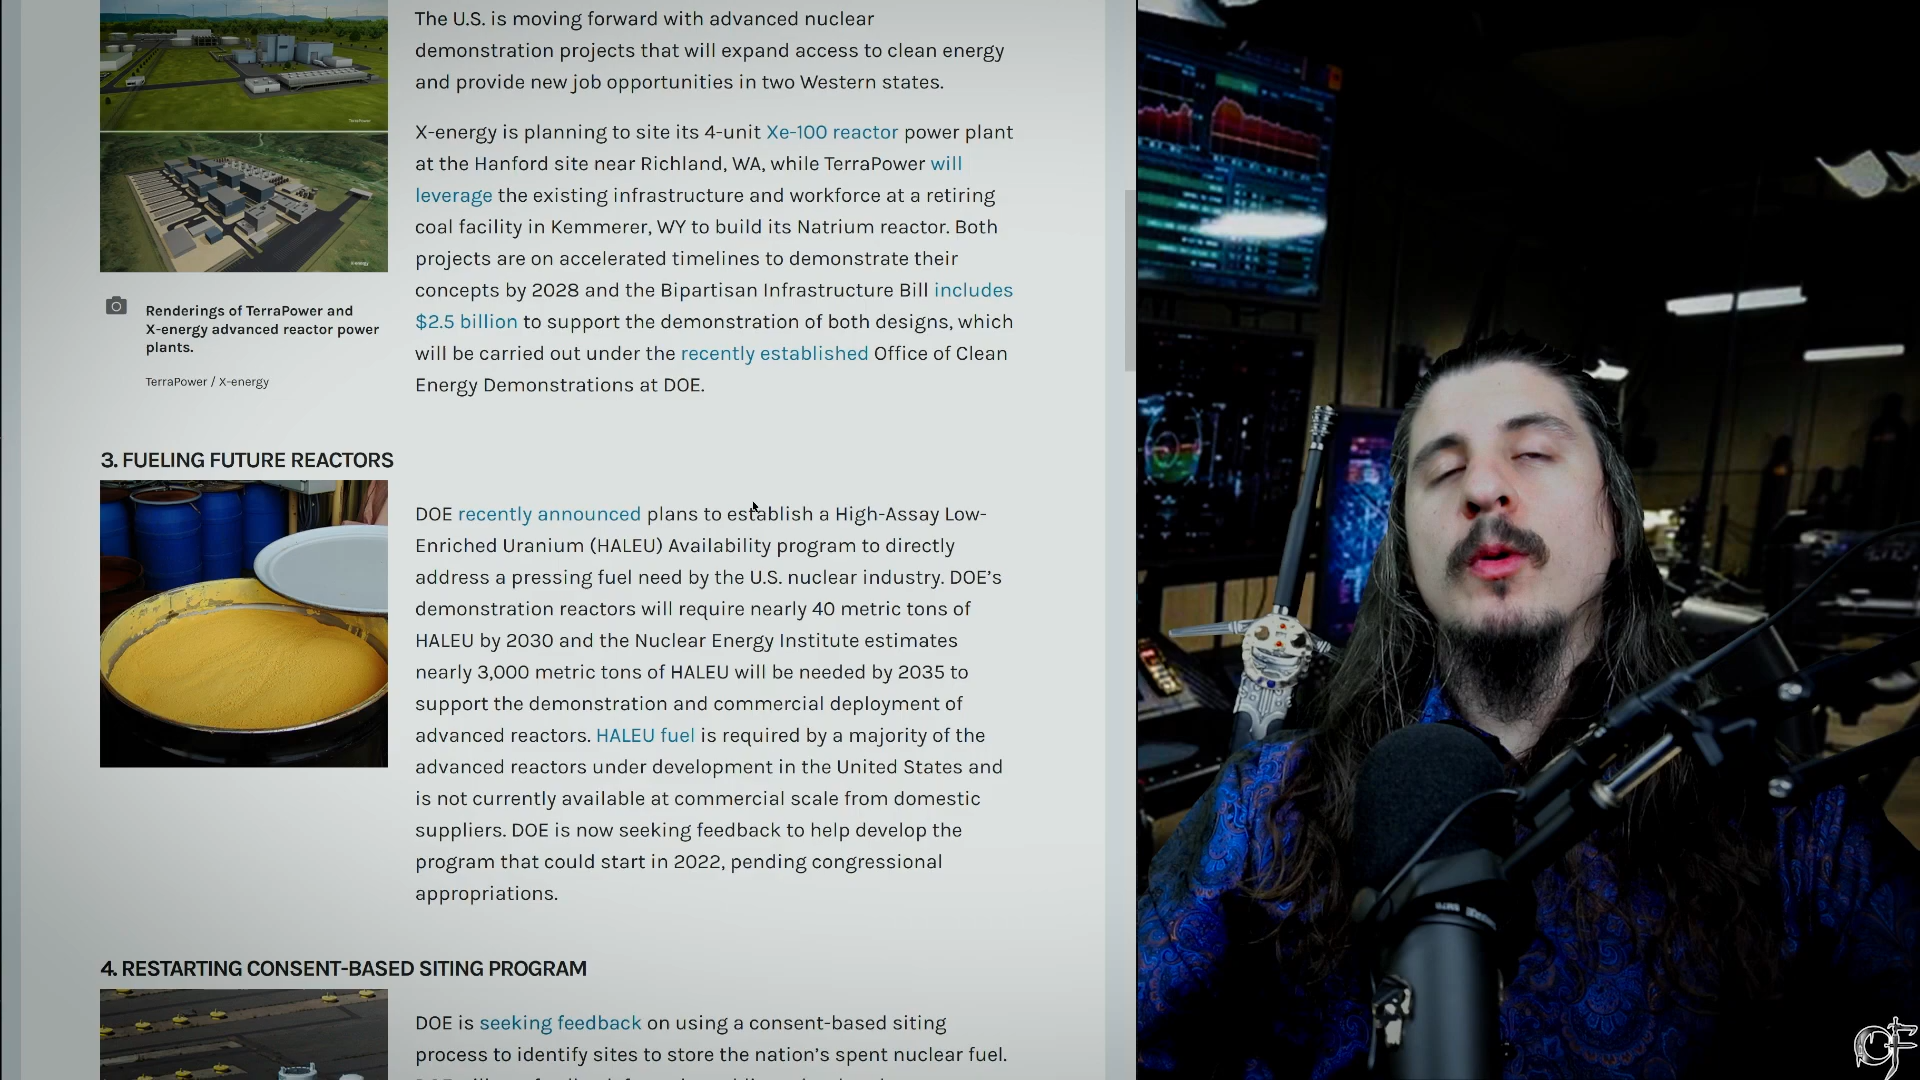 The U.S. is moving forward with advanced nuclear
demonstration projects that will expand access to clean energy
and provide new job opportunities in two Western states.
X-energy is planning to site its 4-unit Xe-100 reactor power plant
at the Hanford site near Richland, WA, while TerraPower will
leverage the existing infrastructure and workforce at a retiring
coal facility in Kemmerer, WY to build its Natrium reactor. Both
projects are on accelerated timelines to demonstrate their
concepts by 2028 and the Bipartisan Infrastructure Bill includes
$2.5 billion to support the demonstration of both designs, which
will be carried out under the recently established Office of Clean
Energy Demonstrations at DOE.
TerraPower
X-energy
Renderings of TerraPower and
X-energy advanced reactor power
plants.
TerraPower / X-energy
3. FUELING FUTURE REACTORS
DOE recently announced plans to establish a High-Assay Low-
Enriched Uranium (HALEU) Availability program to directly
address a pressing fuel need by the U.S. nuclear industry. DOE’s
demonstration reactors will require nearly 40 metric tons of
HALEU by 2030 and the Nuclear Energy Institute estimates
nearly 3,000 metric tons of HALEU will be needed by 2035 to
support the demonstration and commercial deployment of
advanced reactors. HALEU fuel is required by a majority of the
advanced reactors under development in the United States and
is not currently available at commercial scale from domestic
suppliers. DOE is now seeking feedback to help develop the
program that could start in 2022, pending congressional
appropriations.
4. RESTARTING CONSENT-BASED SITING PROGRAM
DOE is seeking feedback on using a consent-based siting
process to identify sites to store the nation’s spent nuclear fuel.